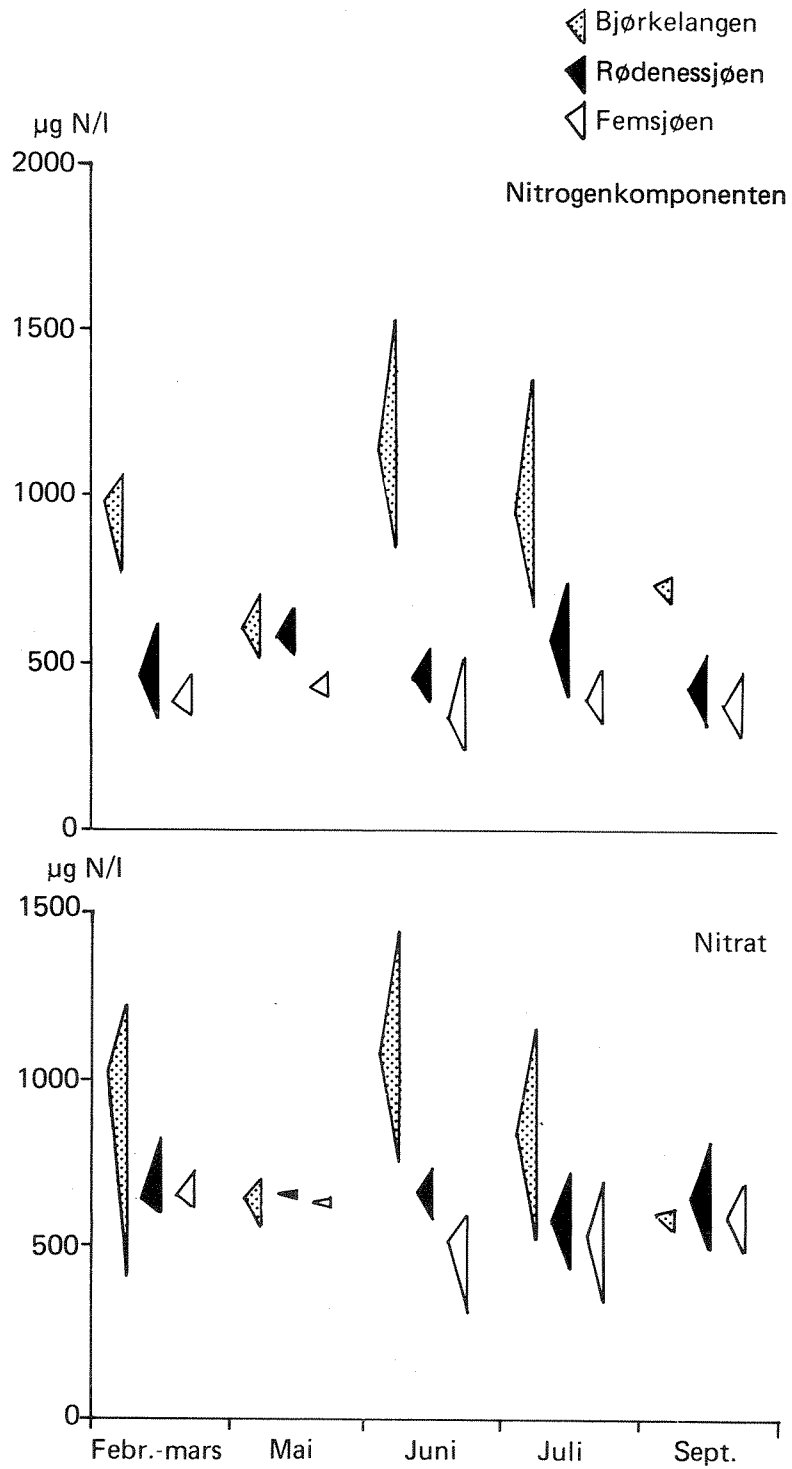 Bjørkelangen
Rødenessjøen
Femsjøen
µg N/l
2000
Nitrogenkomponenten
1500
1000
500
0
µg N/l
1500
Nitrat
1000
500
0
Febr.-mars Mai Juni Juli Sept.